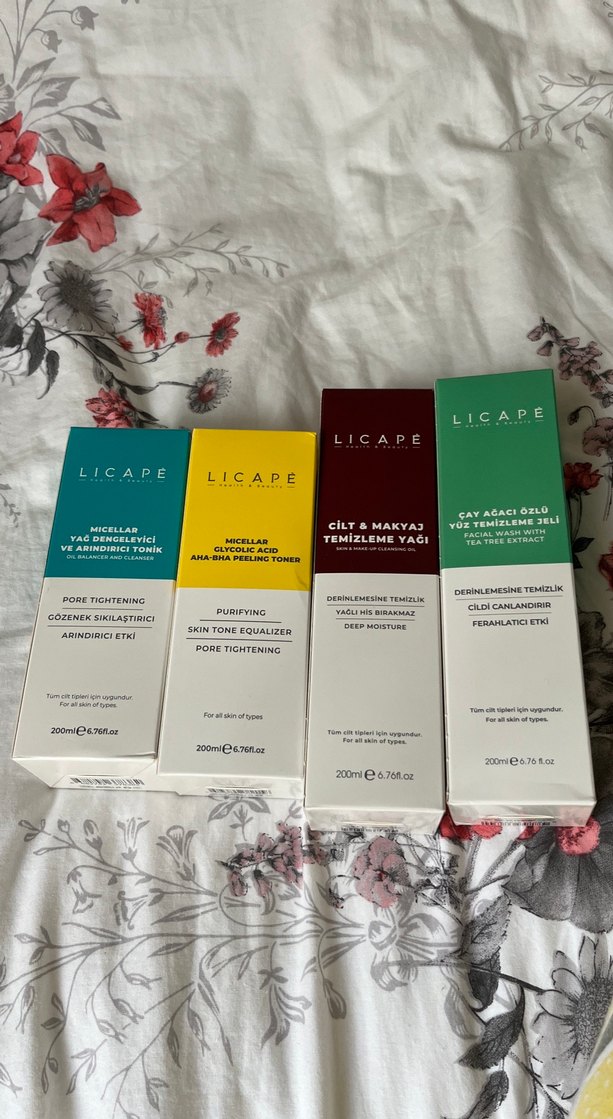 LICAPÈ
Health & Beauty
MICELLAR
YAĞ DENGELEYİCİ
VE ARINDIRICI TONİK
OIL BALANCER AND CLEANSER
PORE TIGHTENING
GÖZENEK SIKILAŞTIRICI
ARINDIRICI ETKİ
Tüm cilt tipleri için uygundur.
For all skin of types.
200ml e 6.76fl.oz
LICAPÈ
Health & Beauty
MICELLAR
GLYCOLIC ACID
AHA-BHA PEELING TONER
PURIFYING
SKIN TONE EQUALIZER
PORE TIGHTENING
For all skin of types
200ml e 6.76fl.oz
LICAPÈ
Health & Beauty
CİLT & MAKYAJ
TEMİZLEME YAĞI
SKIN & MAKE-UP CLEANSING OIL
DERİNLEMESİNE TEMİZLİK
YAĞLI HİS BIRAKMAZ
DEEP MOISTURE
Tüm cilt tipleri için uygundur.
For all skin of types.
200ml e 6.76fl.oz
LICAPÈ
Health & Beauty
ÇAY AĞACI ÖZLÜ
YÜZ TEMİZLEME JELİ
FACIAL WASH WITH
TEA TREE EXTRACT
DERİNLEMESİNE TEMİZLİK
CİLDİ CANLANDIRIR
FERAHLATICI ETKİ
Tüm cilt tipleri için uygundur.
For all skin of types.
200ml e 6.76 fl.oz